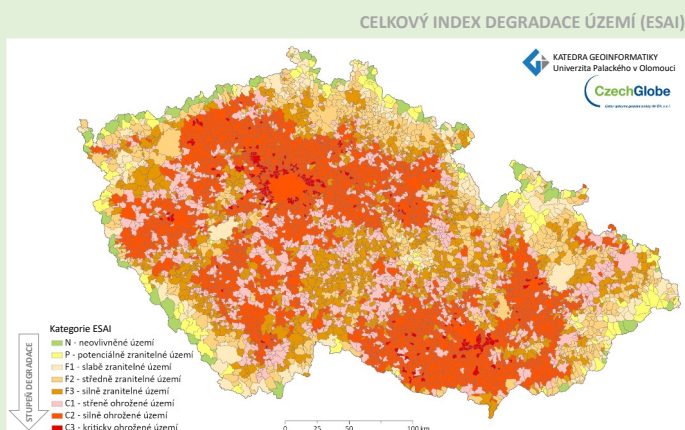 CELKOVÝ INDEX DEGRADACE ÚZEMÍ (ESAI)
KATEDRA GEOINFORMATIKY
Univerzita Palackého v Olomouci
CzechGlobe
Kategorie ESAI
N - neovlivněné území
P - potenciálně zranitelné území
F1 - slabě zranitelné území
F2 - středně zranitelné území
F3 - silně zranitelné území
C1 - střeně ohrožené území
C2 - silně ohrožené území
C3 - kriticky ohrožené území
STUPEŇ DEGRADACE
0 25 50 100 km